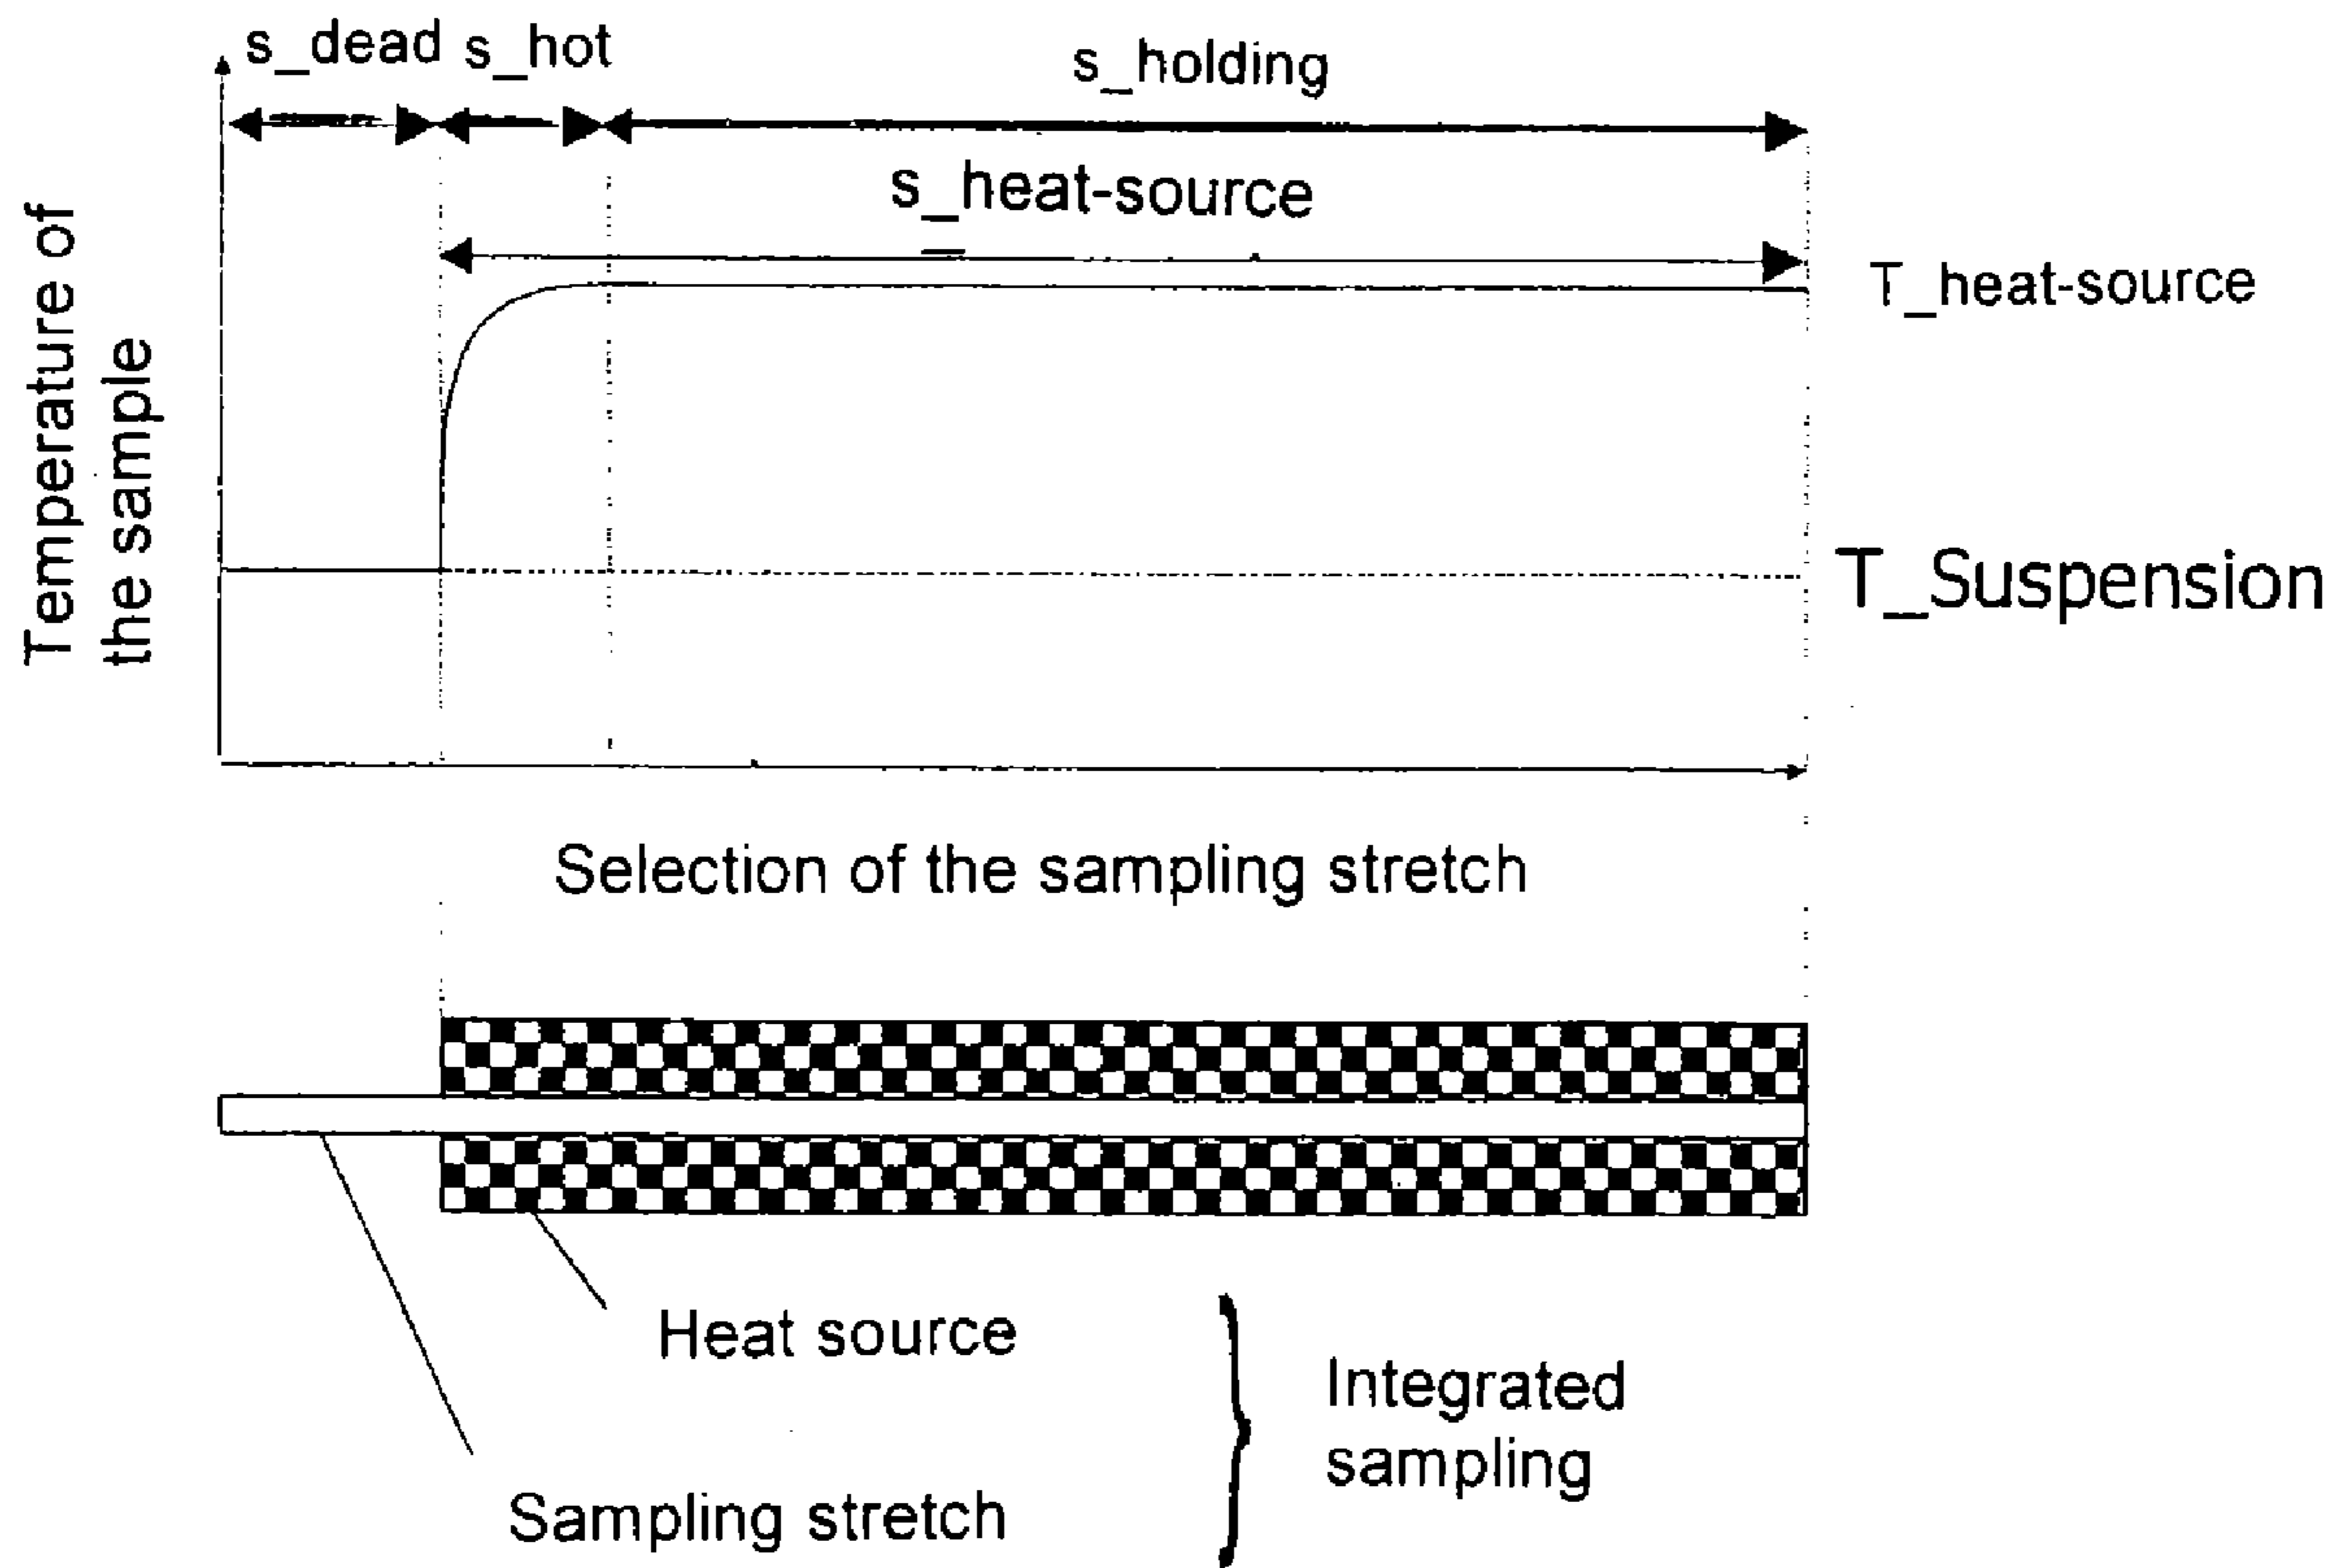 s_dead s_hot
s_holding
s_heat-source
T_heat-source
Temperature of
the sample
T_Suspension
Selection of the sampling stretch
Heat source
Integrated
sampling
Sampling stretch